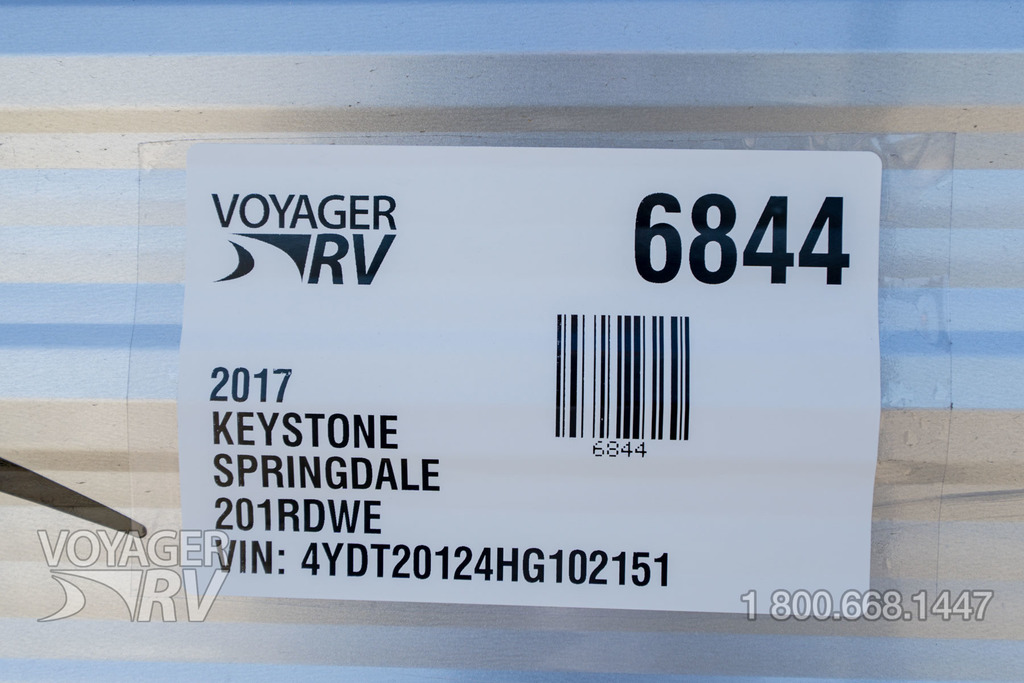 VOYAGER
RV
6844
6844
2017
KEYSTONE
SPRINGDALE
201RDWE
VIN: 4YDT20124HG102151
VOYAGER
RV
1 800.668.1447